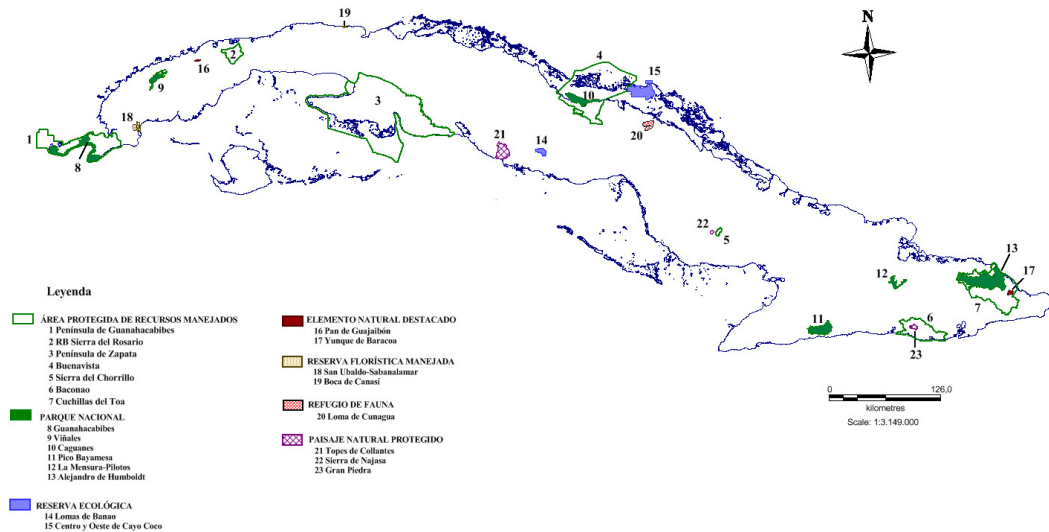 19
N
4
2
16
15
9
10
3
18
20
1
21
14
8
22
5
13
12
17
7
6
11
23
Leyenda
ÁREA PROTEGIDA DE RECURSOS MANEJADOS
1 Península de Guanahacabibes
2 RB Sierra del Rosario
3 Península de Zapata
4 Buenavista
5 Sierra del Chorrillo
6 Baconao
7 Cuchillas del Toa
PARQUE NACIONAL
8 Guanahacabibes
9 Viñales
10 Caguanes
11 Pico Bayamesa
12 La Mensura-Pilotos
13 Alejandro de Humboldt
RESERVA ECOLÓGICA
14 Lomas de Banao
15 Centro y Oeste de Cayo Coco
ELEMENTO NATURAL DESTACADO
16 Pan de Guajaibón
17 Yunque de Baracoa
RESERVA FLORÍSTICA MANEJADA
18 San Ubaldo-Sabanalamar
19 Boca de Canasí
REFUGIO DE FAUNA
20 Loma de Cunagua
PAISAJE NATURAL PROTEGIDO
21 Topes de Collantes
22 Sierra de Najasa
23 Gran Piedra
0 126,0
kilometres
Scale: 1:3.149.000